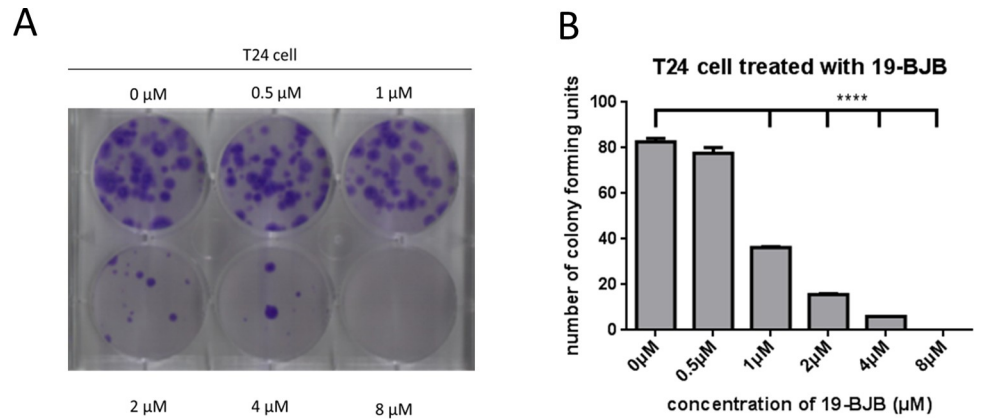 A
T24 cell
0 µM 0.5 µM 1 µM
2 µM 4 µM 8 µM
B
T24 cell treated with 19-BJB
number of colony forming units
100
80
60
40
20
0
****
0µM 0.5µM 1µM 2µM 4µM 8µM
concentration of 19-BJB (µM)